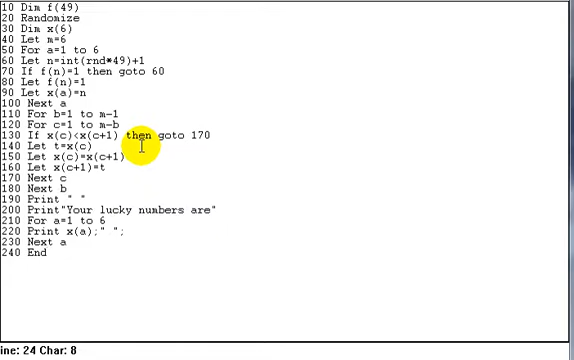 10 Dim f(49)
20 Randomize
30 Dim x(6)
40 Let m=6
50 For a=1 to 6
60 Let n=int(rnd*49)+1
70 If f(n)=1 then goto 60
80 Let f(n)=1
90 Let x(a)=n
100 Next a
110 For b=1 to m-1
120 For c=1 to m-b
130 If x(c)<x(c+1) then goto 170
140 Let t=x(c)
150 Let x(c)=x(c+1)
160 Let x(c+1)=t
170 Next c
180 Next b
190 Print " "
200 Print"Your lucky numbers are"
210 For a=1 to 6
220 Print x(a);" ";
230 Next a
240 End
ine: 24 Char: 8